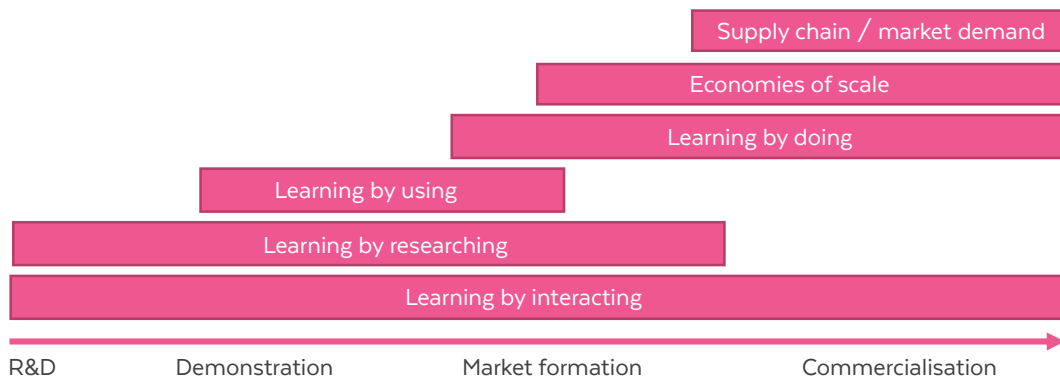 Supply chain / market demand
Economies of scale
Learning by doing
Learning by using
Learning by researching
Learning by interacting
R&D Demonstration Market formation Commercialisation